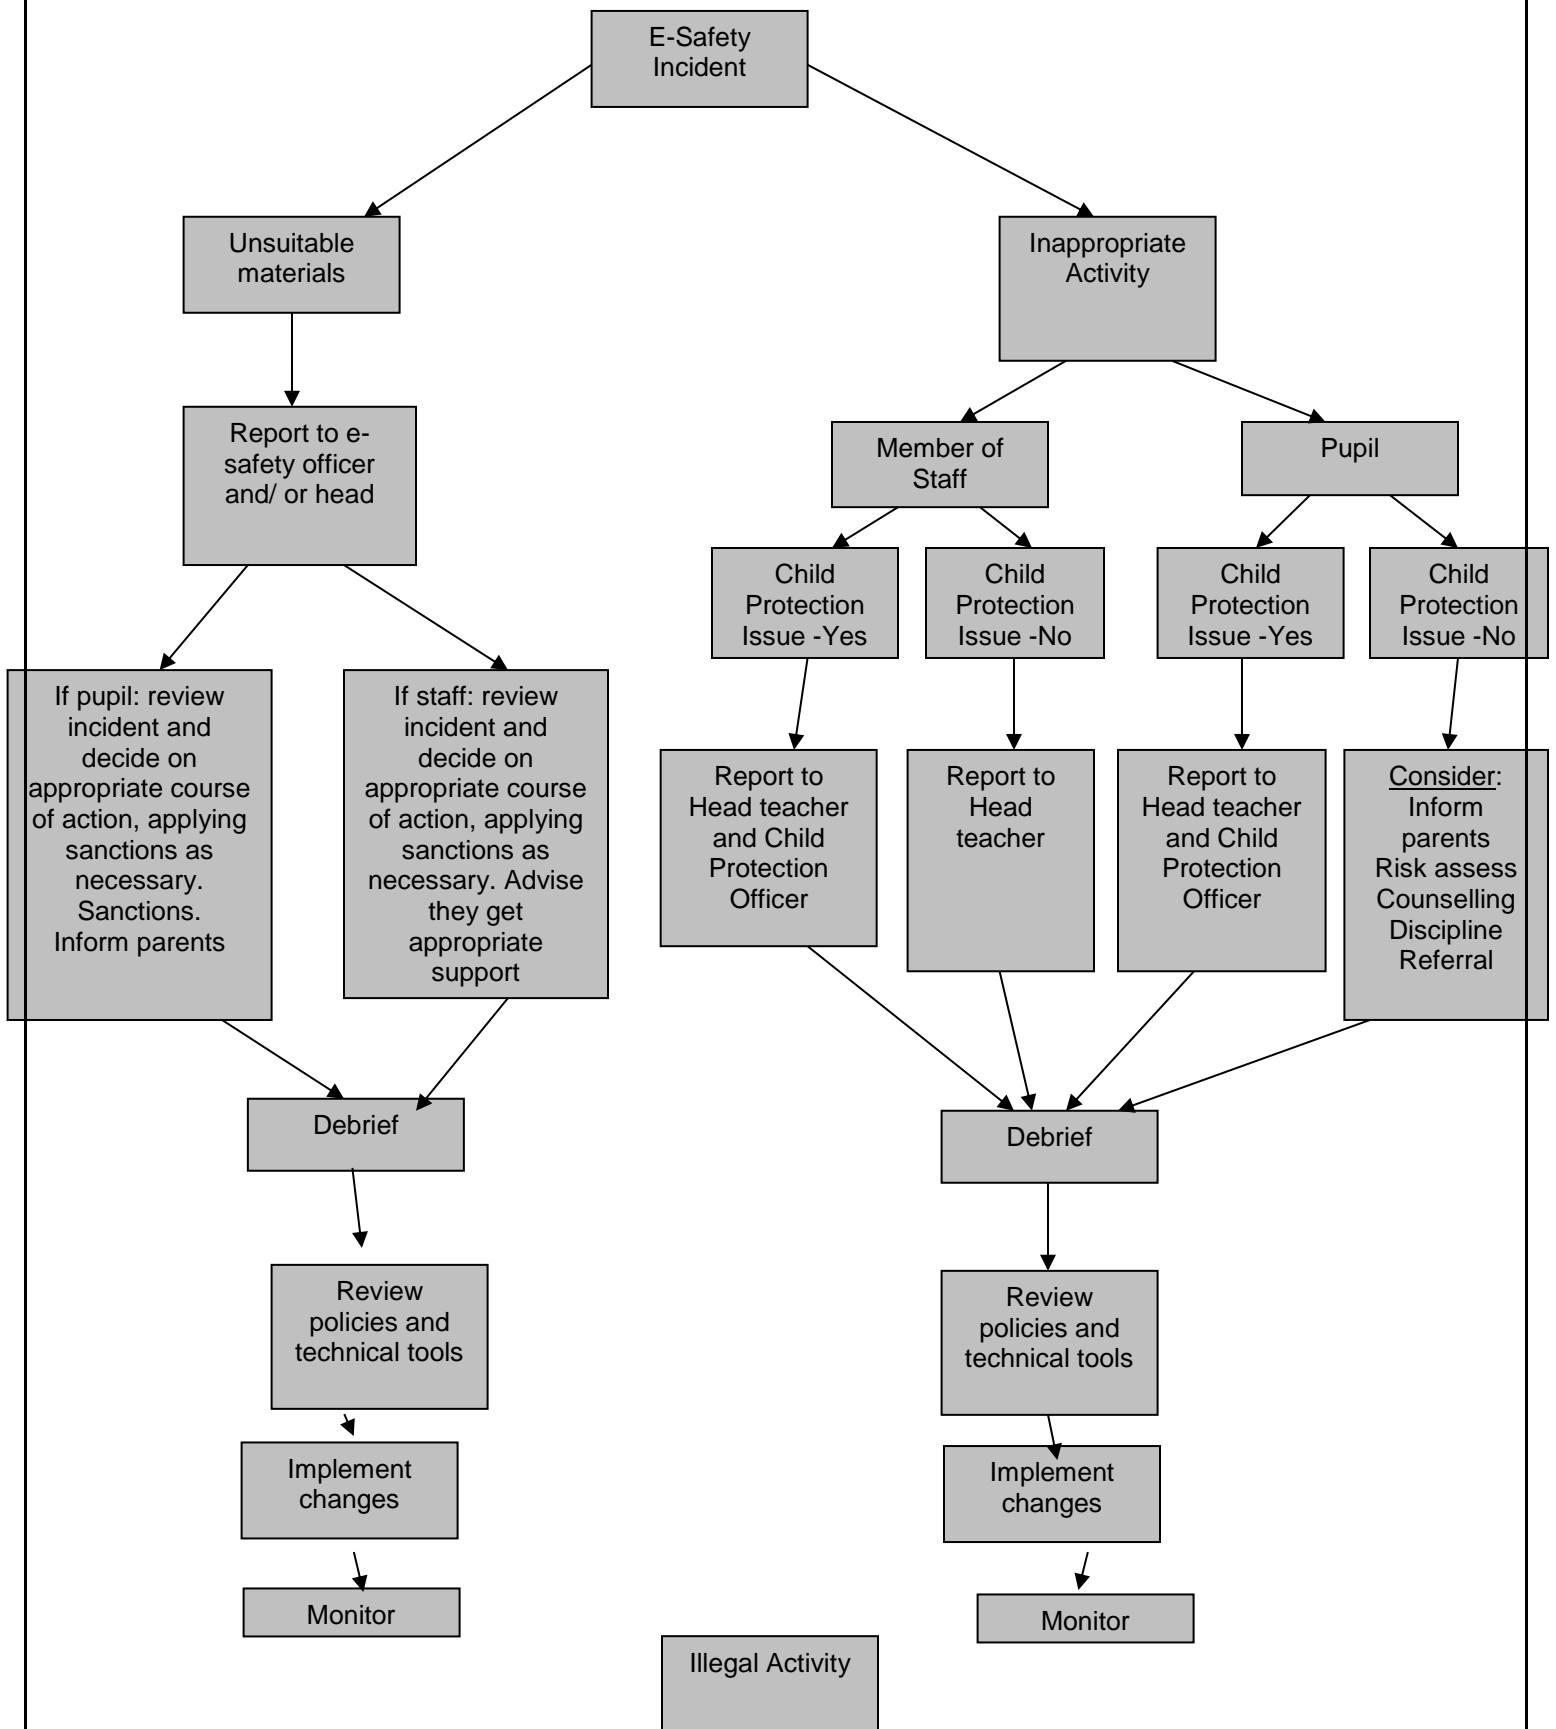 E-Safety
Incident
Unsuitable
materials
Inappropriate
Activity
Report to e-
safety officer
and/ or head
Member of
Staff
Pupil
Child
Protection
Issue -Yes
Child
Protection
Issue -No
Child
Protection
Issue -Yes
Child
Protection
Issue -No
If pupil: review
incident and
decide on
appropriate course
of action, applying
sanctions as
necessary.
Sanctions.
Inform parents
If staff: review
incident and
decide on
appropriate course
of action, applying
sanctions as
necessary. Advise
they get
appropriate
support
Report to
Head teacher
and Child
Protection
Officer
Report to
Head
teacher
Report to
Head teacher
and Child
Protection
Officer
Consider:
Inform
parents
Risk assess
Counselling
Discipline
Referral
Debrief
Debrief
Review
policies and
technical tools
Review
policies and
technical tools
Implement
changes
Implement
changes
Monitor
Monitor
Illegal Activity